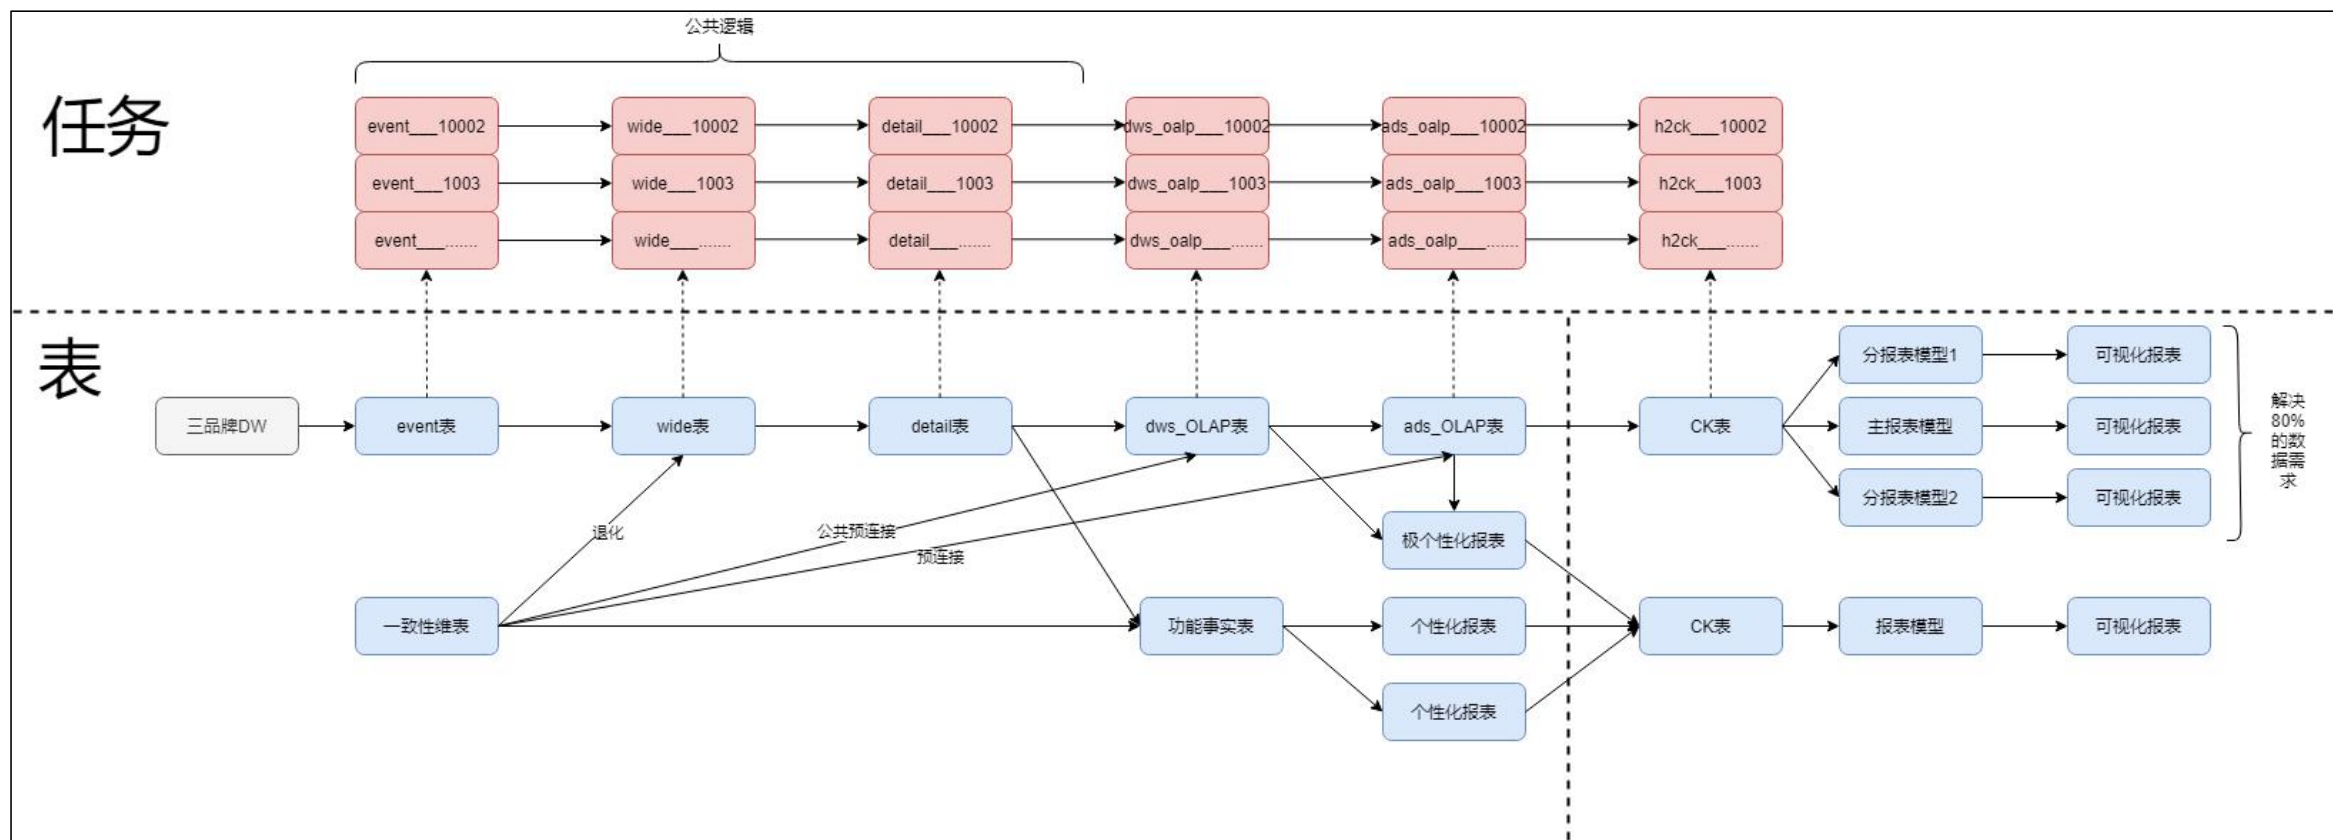 公共逻辑
任务
event___10002
wide___10002
detail___10002
dws_oalp___10002
ads_oalp___10002
h2ck___10002
event___1003
wide___1003
detail___1003
dws_oalp___1003
ads_oalp___1003
h2ck___1003
event___.......
wide___.......
detail___.......
dws_oalp___.......
ads_oalp___.......
h2ck___.......
表
三品牌DW
event表
wide表
detail表
dws_OLAP表
ads_OLAP表
CK表
分报表模型1
可视化报表
主报表模型
可视化报表
分报表模型2
可视化报表
解决
80%
的数
据需
求
退化
公共预连接
预连接
极个性化报表
一致性维表
功能事实表
个性化报表
CK表
报表模型
可视化报表
个性化报表